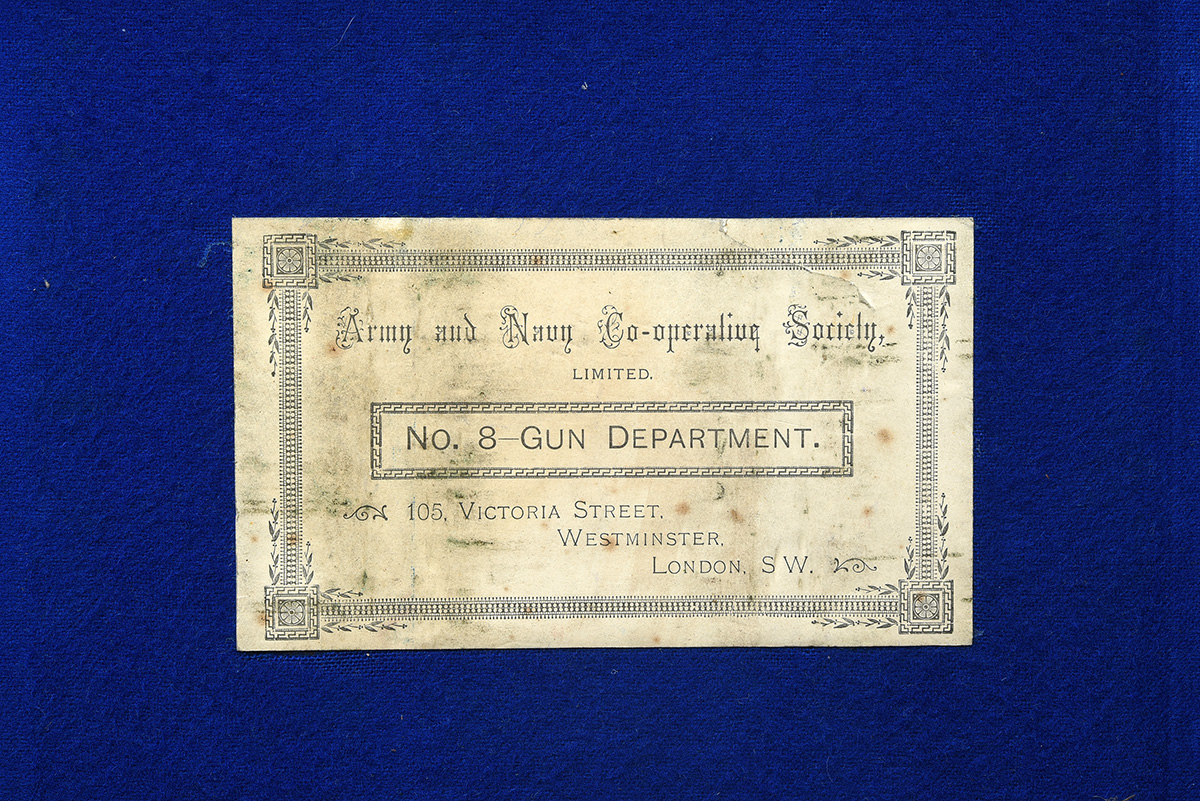 Army and Navy Co-operative Society,
LIMITED.
No. 8—GUN DEPARTMENT.
105, VICTORIA STREET,
WESTMINSTER,
LONDON, S.W.